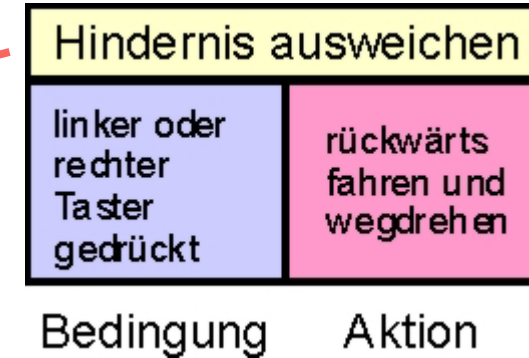 Hindernis ausweichen
linker oder
rechter
Taster
gedrückt
rückwärts
fahren und
wegdrehen
Bedingung
Aktion